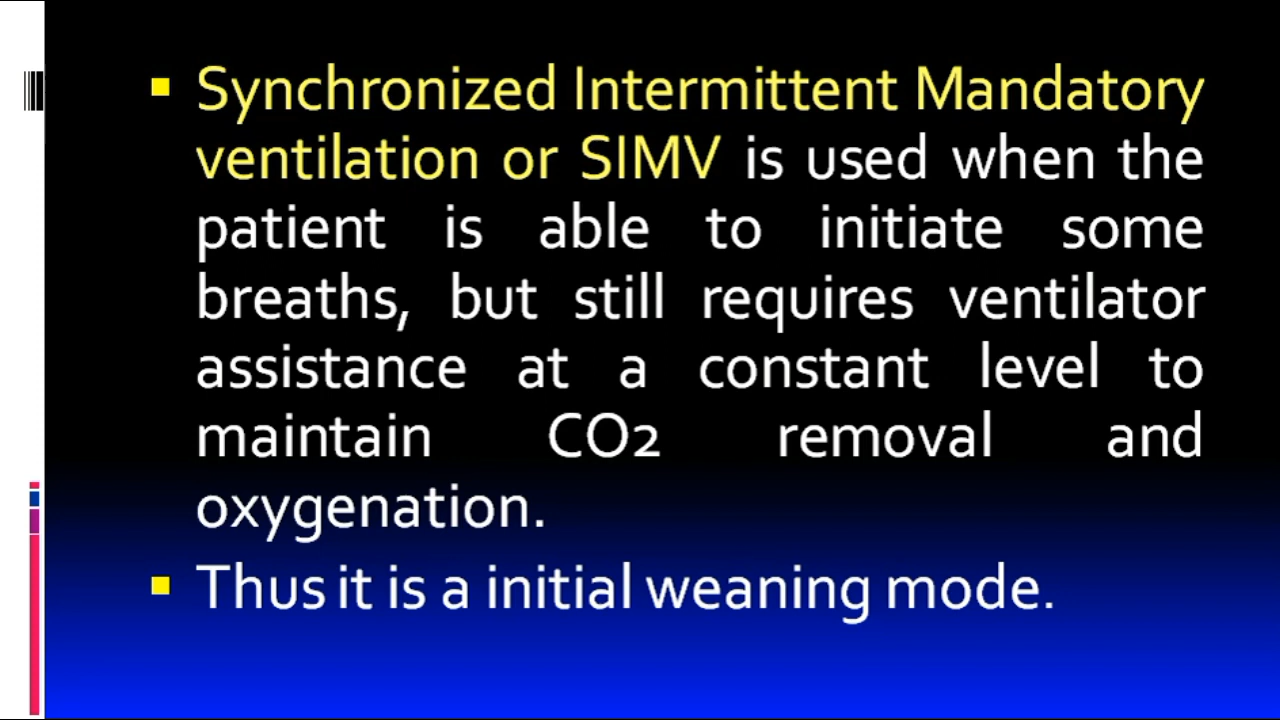 Synchronized Intermittent Mandatory
ventilation or SIMV is used when the
patient is able to initiate some
breaths, but still requires ventilator
assistance at a constant level to
maintain CO2 removal and
oxygenation.
Thus it is a initial weaning mode.